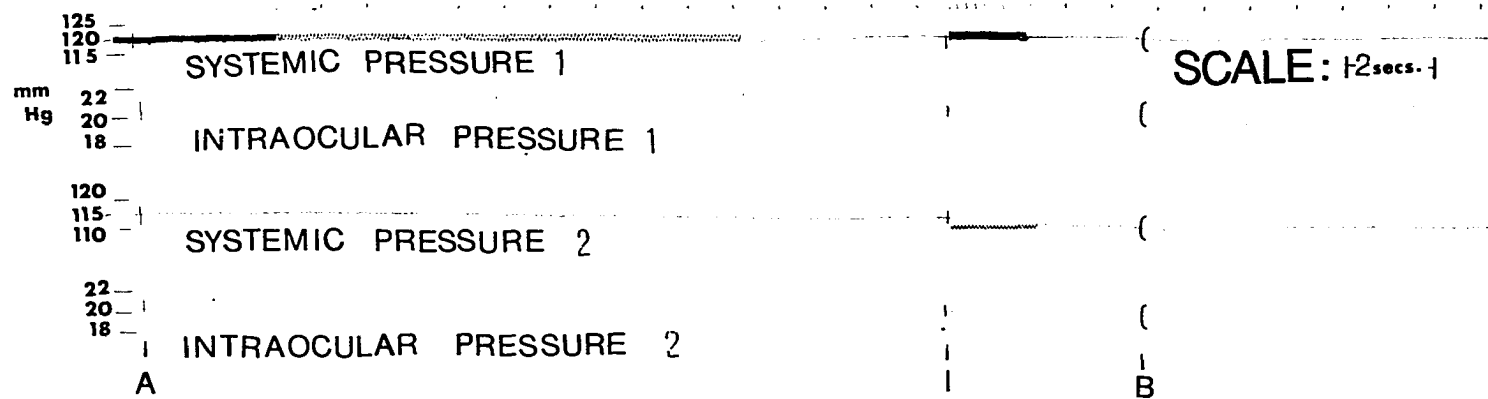 125
120
115
SYSTEMIC PRESSURE 1
SCALE: 2secs.
mm
Hg
22
20
18
INTRAOCULAR PRESSURE 1
120
115
110
SYSTEMIC PRESSURE 2
22
20
18
INTRAOCULAR PRESSURE 2
A
I
B